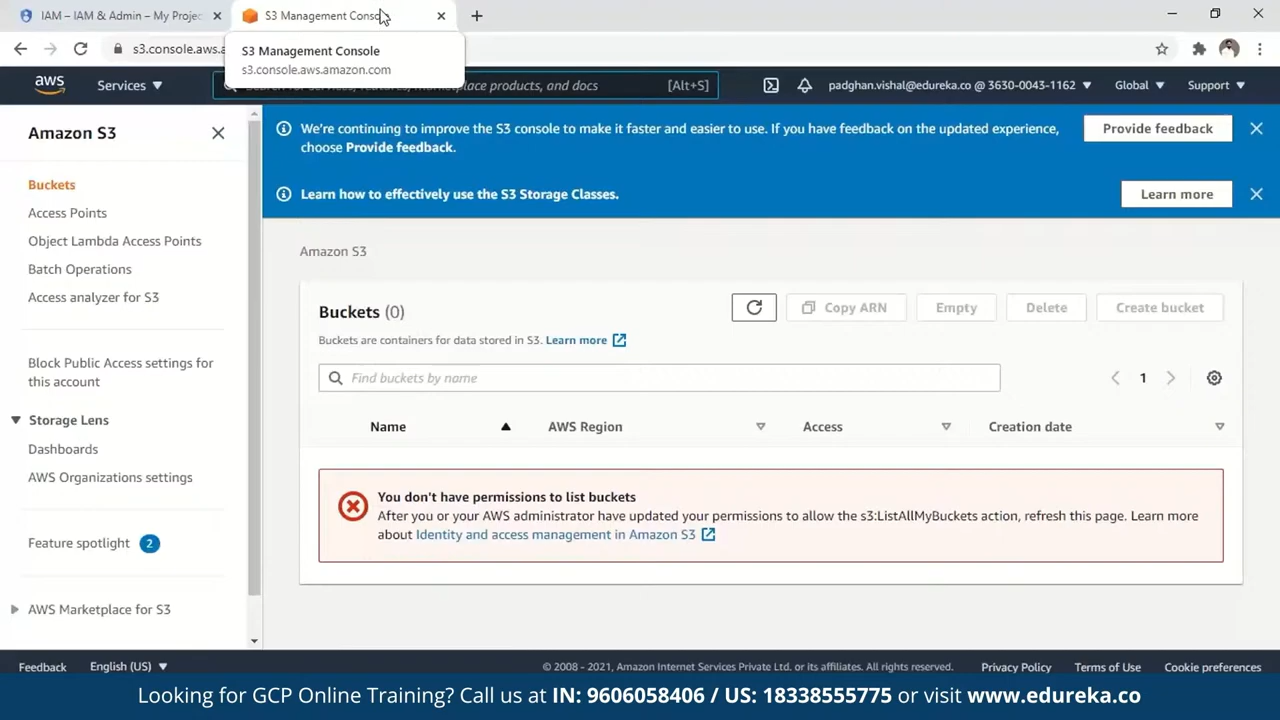 IAM – IAM & Admin – My Projec
S3 Management Conso
s3.console.aws.a
S3 Management Console
s3.console.aws.amazon.com
aws
Services
Search for services, features, marketplace products, and docs
[Alt+S]
padghan.vishal@edureka.co @ 3630-0043-1162
Global
Support
Amazon S3
Buckets
Access Points
Object Lambda Access Points
Batch Operations
Access analyzer for S3
Block Public Access settings for
this account
Storage Lens
Dashboards
AWS Organizations settings
Feature spotlight 2
AWS Marketplace for S3
We're continuing to improve the S3 console to make it faster and easier to use. If you have feedback on the updated experience,
choose Provide feedback.
Provide feedback
Learn how to effectively use the S3 Storage Classes.
Learn more
Amazon S3
Buckets (0)
Copy ARN
Empty
Delete
Create bucket
Buckets are containers for data stored in S3. Learn more
Find buckets by name
1
Name
AWS Region
Access
Creation date
You don't have permissions to list buckets
After you or your AWS administrator have updated your permissions to allow the s3:ListAllMyBuckets action, refresh this page. Learn more
about Identity and access management in Amazon S3
Feedback
English (US)
© 2008 - 2021, Amazon Internet Services Private Ltd. or its affiliates. All rights reserved.
Privacy Policy
Terms of Use
Cookie preferences
Looking for GCP Online Training? Call us at IN: 9606058406 / US: 18338555775 or visit www.edureka.co